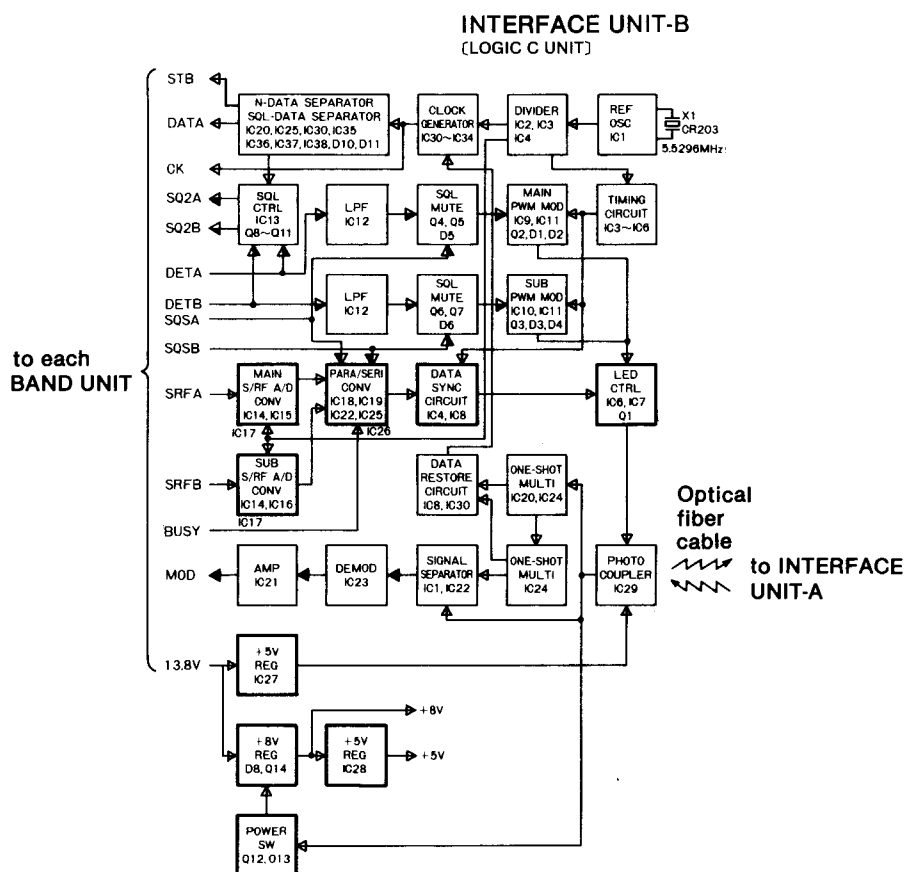 INTERFACE UNIT-B
(LOGIC C UNIT)
STB
DATA
CK
SQ2A
SQ2B
DETA
DETB
SQSA
SQSB
SRFA
SRFB
BUSY
MOD
13.8V
to each
BAND UNIT
N-DATA SEPARATOR
SQL-DATA SEPARATOR
IC20, IC25, IC30, IC35
IC36, IC37, IC38, D10, D11
CLOCK
GENERATOR
IC30~IC34
DIVIDER
IC2, IC3
IC4
REF
OSC
IC1
X1
CR203
5.5296MHz
SQL
CTRL
IC13
Q8~Q11
LPF
IC12
SQL
MUTE
Q4, Q5
D5
MAIN
PWM MOD
IC9, IC11
Q2, D1, D2
TIMING
CIRCUIT
IC3~IC6
LPF
IC12
SQL
MUTE
Q6, Q7
D6
SUB
PWM MOD
IC10, IC11
Q3, D3, D4
MAIN
S/RF A/D
CONV
IC14, IC15
IC17
PARA/SERI
CONV
IC18, IC19
IC22, IC25
IC26
DATA
SYNC
CIRCUIT
IC4, IC8
LED
CTRL
IC6, IC7
Q1
SUB
S/RF A/D
CONV
IC14, IC16
IC17
DATA
RESTORE
CIRCUIT
IC8, IC30
ONE-SHOT
MULTI
IC20, IC24
Optical
fiber
cable
to INTERFACE
UNIT-A
AMP
IC21
DEMOD
IC23
SIGNAL
SEPARATOR
IC1, IC22
ONE-SHOT
MULTI
IC24
PHOTO
COUPLER
IC29
+5V
REG
IC27
+8V
REG
D8, Q14
+5V
REG
IC28
+8V
+5V
POWER
SW
Q12, Q13